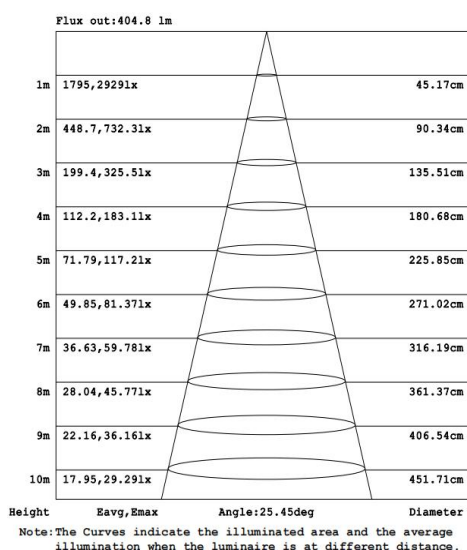 Flux out:404.8 lm
1m 1795,2929lx 45.17cm
2m 448.7,732.3lx 90.34cm
3m 199.4,325.5lx 135.51cm
4m 112.2,183.1lx 180.68cm
5m 71.79,117.2lx 225.85cm
6m 49.85,81.37lx 271.02cm
7m 36.63,59.78lx 316.19cm
8m 28.04,45.77lx 361.37cm
9m 22.16,36.16lx 406.54cm
10m 17.95,29.29lx 451.71cm
Height Eavg,Emax Angle:25.45deg Diameter
Note:The Curves indicate the illuminated area and the average
illumination when the luminaire is at different distance.